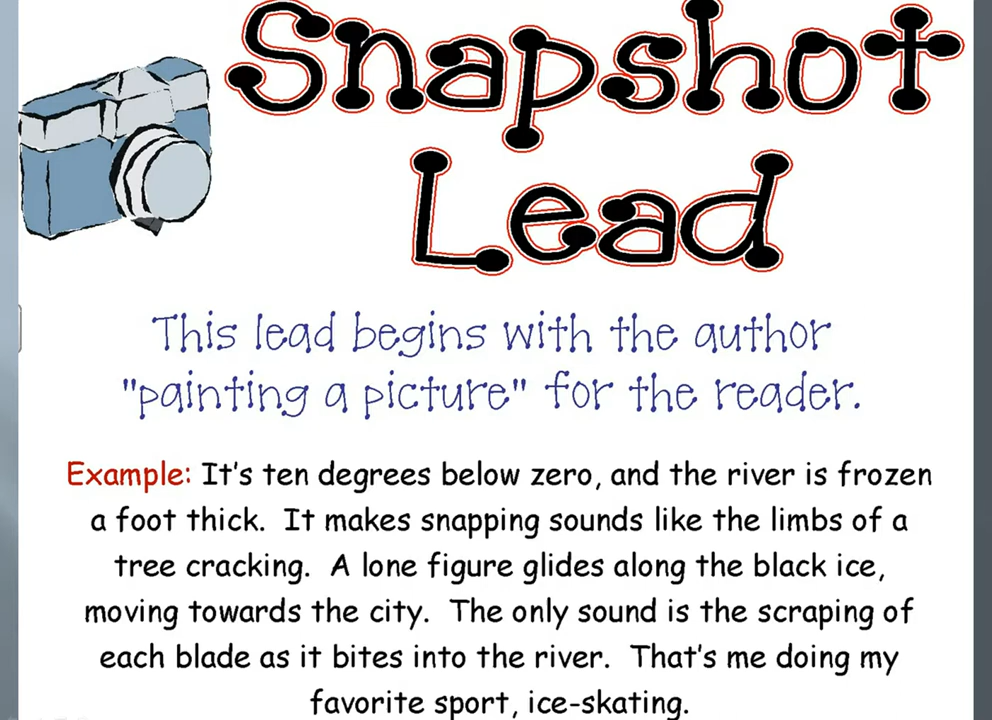 Snapshot
Lead
This lead begins with the author
"painting a picture" for the reader.
Example: It's ten degrees below zero, and the river is frozen
a foot thick.  It makes snapping sounds like the limbs of a
tree cracking.  A lone figure glides along the black ice,
moving towards the city.  The only sound is the scraping of
each blade as it bites into the river.  That's me doing my
favorite sport, ice-skating.